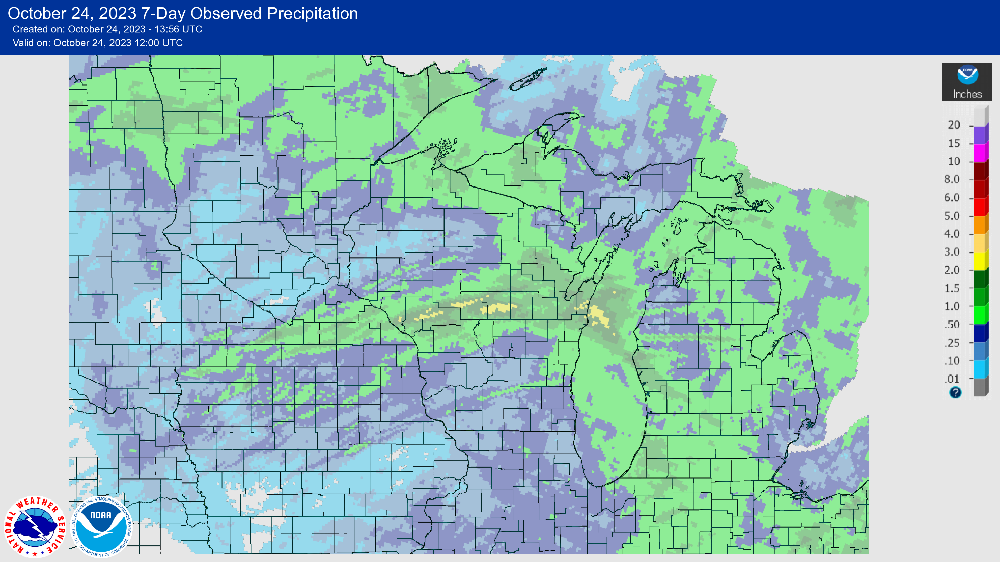 October 24, 2023 7-Day Observed Precipitation
Created on: October 24, 2023 - 13:56 UTC
Valid on: October 24, 2023 12:00 UTC
NOAA
Inches
20
15
10
8.0
6.0
5.0
4.0
3.0
2.0
1.5
1.0
.50
.25
.10
.01
?
NATIONAL WEATHER SERVICE
NATIONAL OCEANIC AND ATMOSPHERIC ADMINISTRATION
NOAA
U.S. DEPARTMENT OF COMMERCE